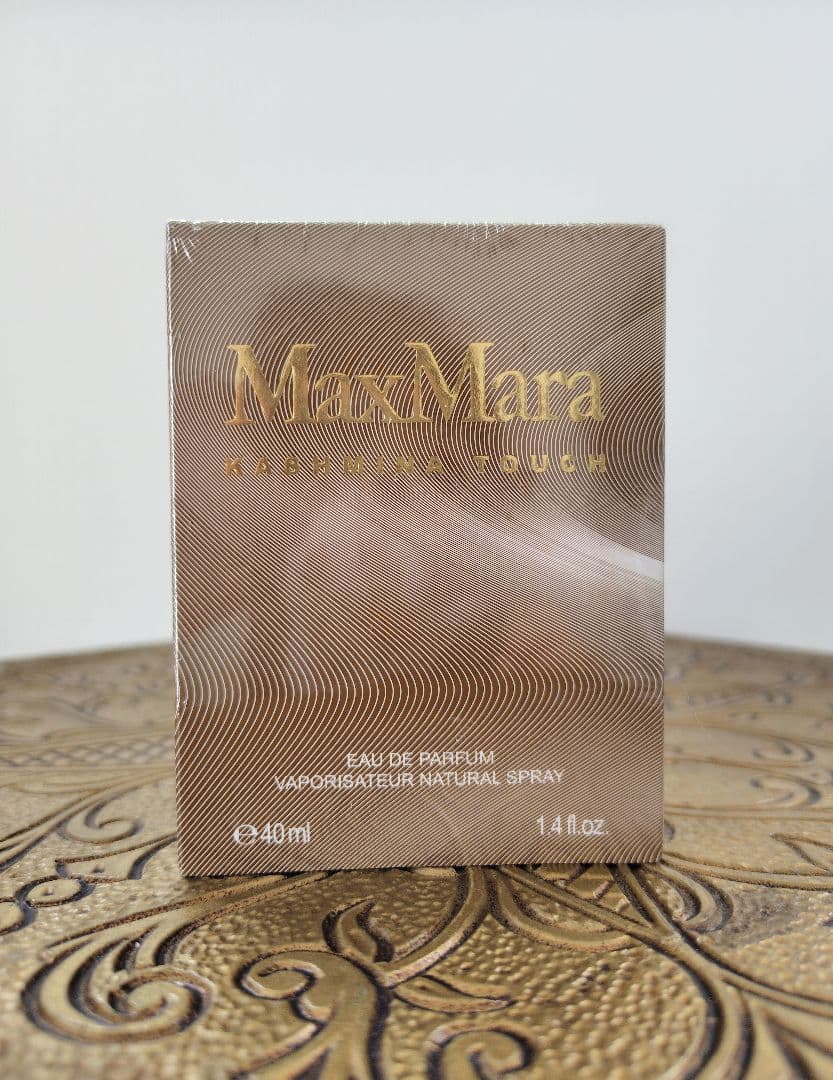 MaxMara
KASHMINA TOUCH
EAU DE PARFUM
VAPORISATEUR NATURAL SPRAY
℮40ml 1,4 fl.oz.